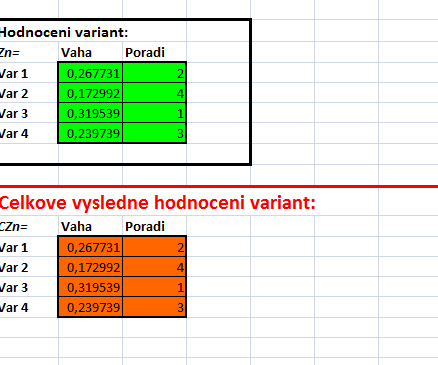 Hodnoceni variant:
Zn= Vaha Poradi
Var 1 0,267731 2
Var 2 0,172992 4
Var 3 0,319539 1
Var 4 0,239739 3
Celkove vysledne hodnoceni variant:
CZn= Vaha Poradi
Var 1 0,267731 2
Var 2 0,172992 4
Var 3 0,319539 1
Var 4 0,239739 3